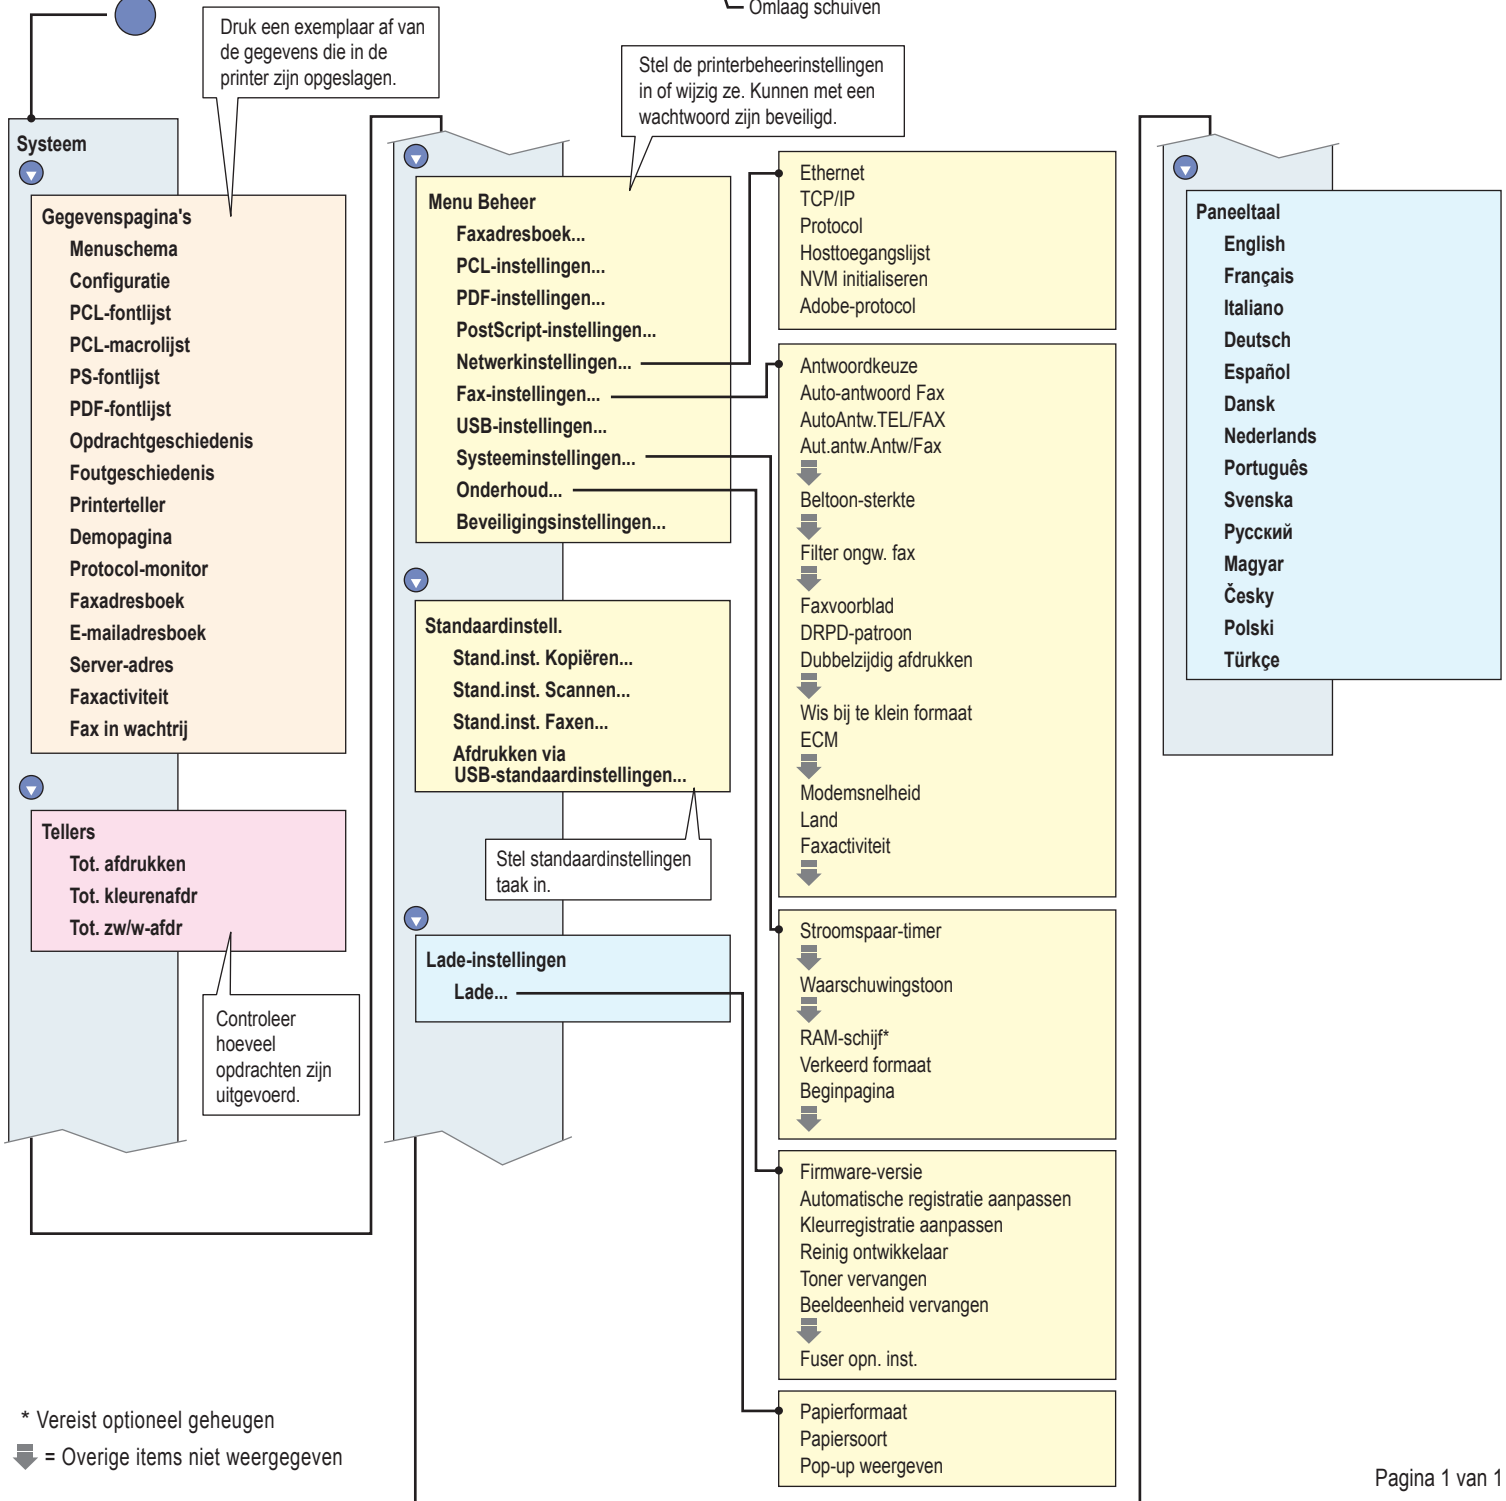 Omlaag schuiven
Druk een exemplaar af van
de gegevens die in de
printer zijn opgeslagen.
Systeem
Gegevenspagina's
Menuschema
Configuratie
PCL-fontlijst
PCL-macrolijst
PS-fontlijst
PDF-fontlijst
Opdrachtgeschiedenis
Foutgeschiedenis
Printerteller
Demopagina
Protocol-monitor
Faxadresboek
E-mailadresboek
Server-adres
Faxactiviteit
Fax in wachtrij
Tellers
Tot. afdrukken
Tot. kleurenafdr
Tot. zw/w-afdr
Controleer
hoeveel
opdrachten zijn
uitgevoerd.
Stel de printerbeheerinstellingen
in of wijzig ze. Kunnen met een
wachtwoord zijn beveiligd.
Menu Beheer
Faxadresboek...
PCL-instellingen...
PDF-instellingen...
PostScript-instellingen...
Netwerkinstellingen...
Fax-instellingen...
USB-instellingen...
Systeeminstellingen...
Onderhoud...
Beveiligingsinstellingen...
Standaardinstell.
Stand.inst. Kopiëren...
Stand.inst. Scannen...
Stand.inst. Faxen...
Afdrukken via
USB-standaardinstellingen...
Stel standaardinstellingen
taak in.
Lade-instellingen
Lade...
Ethernet
TCP/IP
Protocol
Hosttoegangslijst
NVM initialiseren
Adobe-protocol
Antwoordkeuze
Auto-antwoord Fax
AutoAntw.TEL/FAX
Aut.antw.Antw/Fax
Beltoon-sterkte
Filter ongw. fax
Faxvoorblad
DRPD-patroon
Dubbelzijdig afdrukken
Wis bij te klein formaat
ECM
Modemsnelheid
Land
Faxactiviteit
Stroomspaar-timer
Waarschuwingstoon
RAM-schijf*
Verkeerd formaat
Beginpagina
Firmware-versie
Automatische registratie aanpassen
Kleurregistratie aanpassen
Reinig ontwikkelaar
Toner vervangen
Beeldeenheid vervangen
Fuser opn. inst.
Papierformaat
Papiersoort
Pop-up weergeven
Paneeltaal
English
Français
Italiano
Deutsch
Español
Dansk
Nederlands
Português
Svenska
Русский
Magyar
Česky
Polski
Türkçe
* Vereist optioneel geheugen
= Overige items niet weergegeven
Pagina 1 van 1